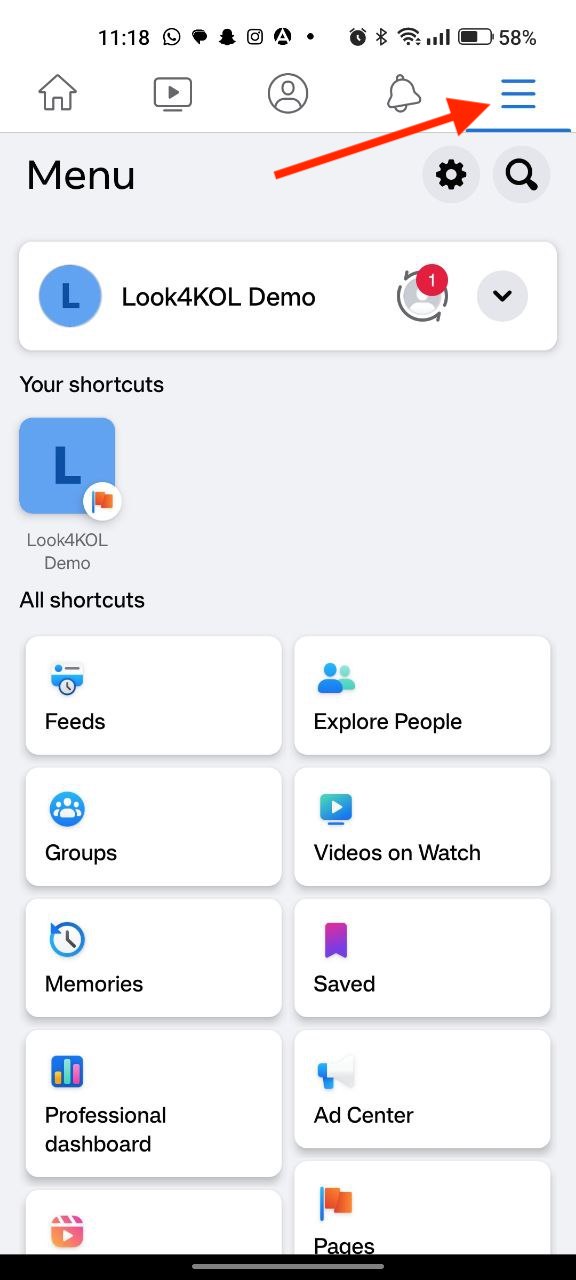 11:18
58%
Menu
L
Look4KOL Demo
1
Your shortcuts
L
Look4KOL
Demo
All shortcuts
Feeds
Explore People
Groups
Videos on Watch
Memories
Saved
Professional
dashboard
Ad Center
Pages